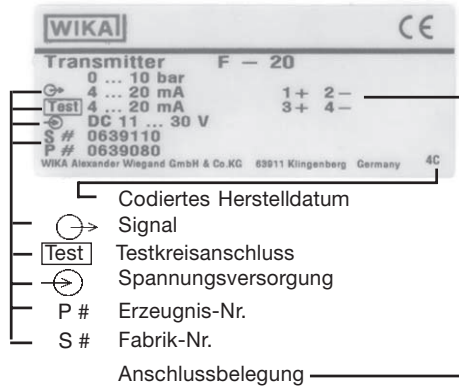 WIKAI CE
Transmitter F – 20
0 ... 10 bar
4 ... 20 mA 1+ 2–
Test 4 ... 20 mA 3+ 4–
DC 11 ... 30 V
S # 0639110
P # 0639080
WIKA Alexander Wiegand GmbH & Co.KG 63911 Klingenberg Germany 4C
Codiertes Herstelldatum
Signal
Test Testkreisanschluss
Spannungsversorgung
P # Erzeugnis-Nr.
S # Fabrik-Nr.
Anschlussbelegung